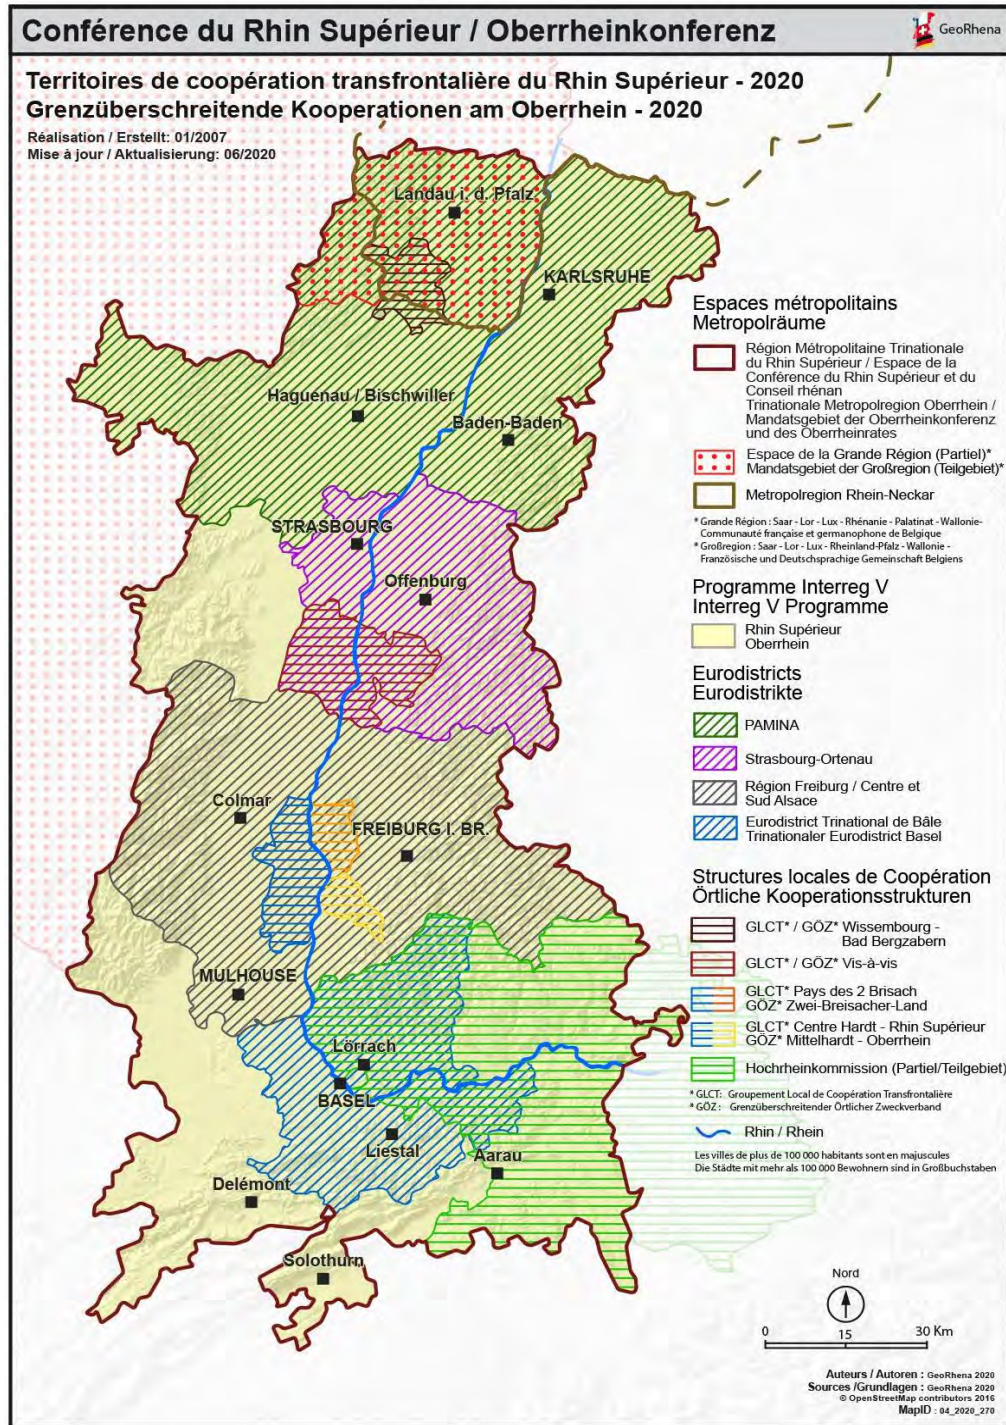 Conférence du Rhin Supérieur / Oberrheinkonferenz
GeoRhena
Territoires de coopération transfrontalière du Rhin Supérieur - 2020
Grenzüberschreitende Kooperationen am Oberrhein - 2020
Réalisation / Erstellt: 01/2007
Mise à jour / Aktualisierung: 06/2020
Landau i. d. Pfalz
KARLSRUHE
Haguenau / Bischwiller
Baden-Baden
STRASBOURG
Offenburg
Colmar
FREIBURG I. BR.
MULHOUSE
Lörrach
BASEL
Liestal
Aarau
Delémont
Solothurn
Espaces métropolitains
Metropolräume
Région Métropolitaine Trinationale
du Rhin Supérieur / Espace de la
Conférence du Rhin Supérieur et du
Conseil rhénan
Trinationale Metropolregion Oberrhein /
Mandatsgebiet der Oberrheinkonferenz
und des Oberrheinrates
Espace de la Grande Région (Partiel)*
Mandatsgebiet der Großregion (Teilgebiet)*
Metropolregion Rhein-Neckar
* Grande Région : Saar - Lor - Lux - Rhénanie - Palatinat - Wallonie-
Communauté française et germanophone de Belgique
* Großregion : Saar - Lor - Lux - Rheinland-Pfalz - Wallonie -
Französische und Deutschsprachige Gemeinschaft Belgiens
Programme Interreg V
Interreg V Programme
Rhin Supérieur
Oberrhein
Eurodistricts
Eurodistrikte
PAMINA
Strasbourg-Ortenau
Région Freiburg / Centre et
Sud Alsace
Eurodistrict Trinational de Bâle
Trinationaler Eurodistrict Basel
Structures locales de Coopération
Örtliche Kooperationsstrukturen
GLCT* / GÖZ* Wissembourg -
Bad Bergzabern
GLCT* / GÖZ* Vis-à-vis
GLCT* Pays des 2 Brisach
GÖZ* Zwei-Breisacher-Land
GLCT* Centre Hardt - Rhin Supérieur
GÖZ* Mittelhardt - Oberrhein
Hochrheinkommission (Partiel/Teilgebiet)
* GLCT: Groupement Local de Coopération Transfrontalière
* GÖZ : Grenzüberschreitender Örtlicher Zweckverband
Rhin / Rhein
Les villes de plus de 100 000 habitants sont en majuscules
Die Städte mit mehr als 100 000 Bewohnern sind in Großbuchstaben
Nord
0 15 30 Km
Auteurs / Autoren : GeoRhena 2020
Sources /Grundlagen : GeoRhena 2020
© OpenStreetMap contributors 2016
MapID : 04_2020_270